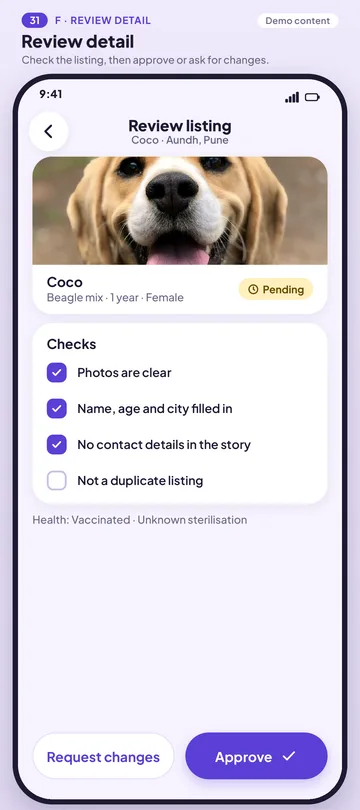 31 F · REVIEW DETAIL
Demo content
Review detail
Check the listing, then approve or ask for changes.
9:41
Review listing
Coco · Aundh, Pune
Coco
Beagle mix · 1 year · Female
Pending
Checks
Photos are clear
Name, age and city filled in
No contact details in the story
Not a duplicate listing
Health: Vaccinated · Unknown sterilisation
Request changes
Approve